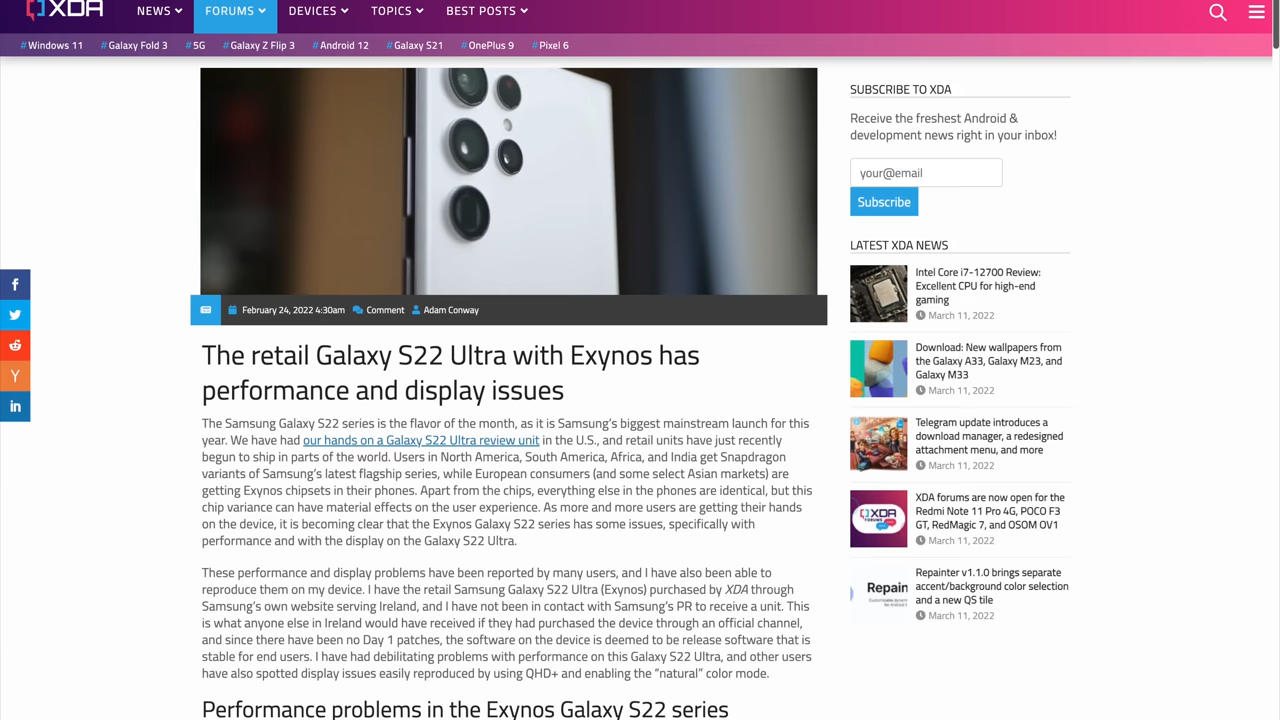 XDA
NEWS
FORUMS
DEVICES
TOPICS
BEST POSTS
#Windows 11
#Galaxy Fold 3
#5G
#Galaxy Z Flip 3
#Android 12
#Galaxy S21
#OnePlus 9
#Pixel 6
February 24, 2022 4:30am
Comment
Adam Conway
The retail Galaxy S22 Ultra with Exynos has
performance and display issues
The Samsung Galaxy S22 series is the flavor of the month, as it is Samsung's biggest mainstream launch for this
year. We have had our hands on a Galaxy S22 Ultra review unit in the U.S., and retail units have just recently
begun to ship in parts of the world. Users in North America, South America, Africa, and India get Snapdragon
variants of Samsung's latest flagship series, while European consumers (and some select Asian markets) are
getting Exynos chipsets in their phones. Apart from the chips, everything else in the phones are identical, but this
chip variance can have material effects on the user experience. As more and more users are getting their hands
on the device, it is becoming clear that the Exynos Galaxy S22 series has some issues, specifically with
performance and with the display on the Galaxy S22 Ultra.
These performance and display problems have been reported by many users, and I have also been able to
reproduce them on my device. I have the retail Samsung Galaxy S22 Ultra (Exynos) purchased by XDA through
Samsung's own website serving Ireland, and I have not been in contact with Samsung's PR to receive a unit. This
is what anyone else in Ireland would have received if they had purchased the device through an official channel,
and since there have been no Day 1 patches, the software on the device is deemed to be release software that is
stable for end users. I have had debilitating problems with performance on this Galaxy S22 Ultra, and other users
have also spotted display issues easily reproduced by using QHD+ and enabling the "natural" color mode.
Performance problems in the Exynos Galaxy S22 series
SUBSCRIBE TO XDA
Receive the freshest Android &
development news right in your inbox!
your@email
Subscribe
LATEST XDA NEWS
Intel Core i7-12700 Review:
Excellent CPU for high-end
gaming
March 11, 2022
Download: New wallpapers from
the Galaxy A33, Galaxy M23, and
Galaxy M33
March 11, 2022
Telegram update introduces a
download manager, a redesigned
attachment menu, and more
March 11, 2022
XDA
FORUMS
XDA forums are now open for the
Redmi Note 11 Pro 4G, POCO F3
GT, RedMagic 7, and OSOM OV1
March 11, 2022
Repain
Repainter v1.1.0 brings separate
accent/background color selection
and a new QS tile
March 11, 2022